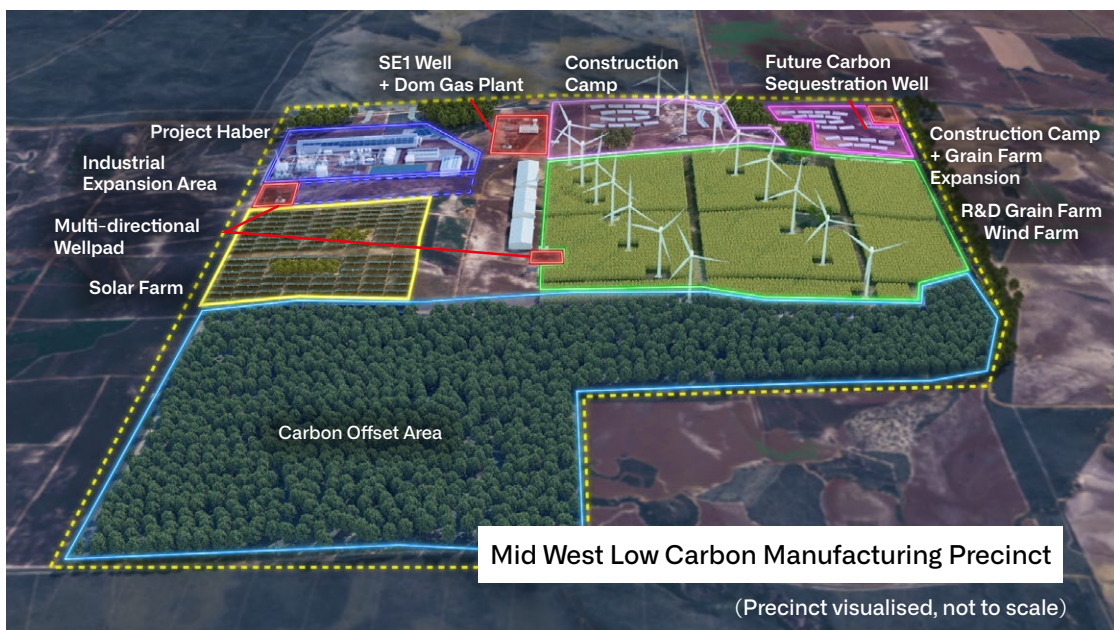 SE1 Well
+ Dom Gas Plant
Construction
Camp
Future Carbon
Sequestration Well
Project Haber
Industrial
Expansion Area
Construction Camp
+ Grain Farm
Expansion
Multi-directional
Wellpad
R&D Grain Farm
Wind Farm
Solar Farm
Carbon Offset Area
Mid West Low Carbon Manufacturing Precinct
(Precinct visualised, not to scale)